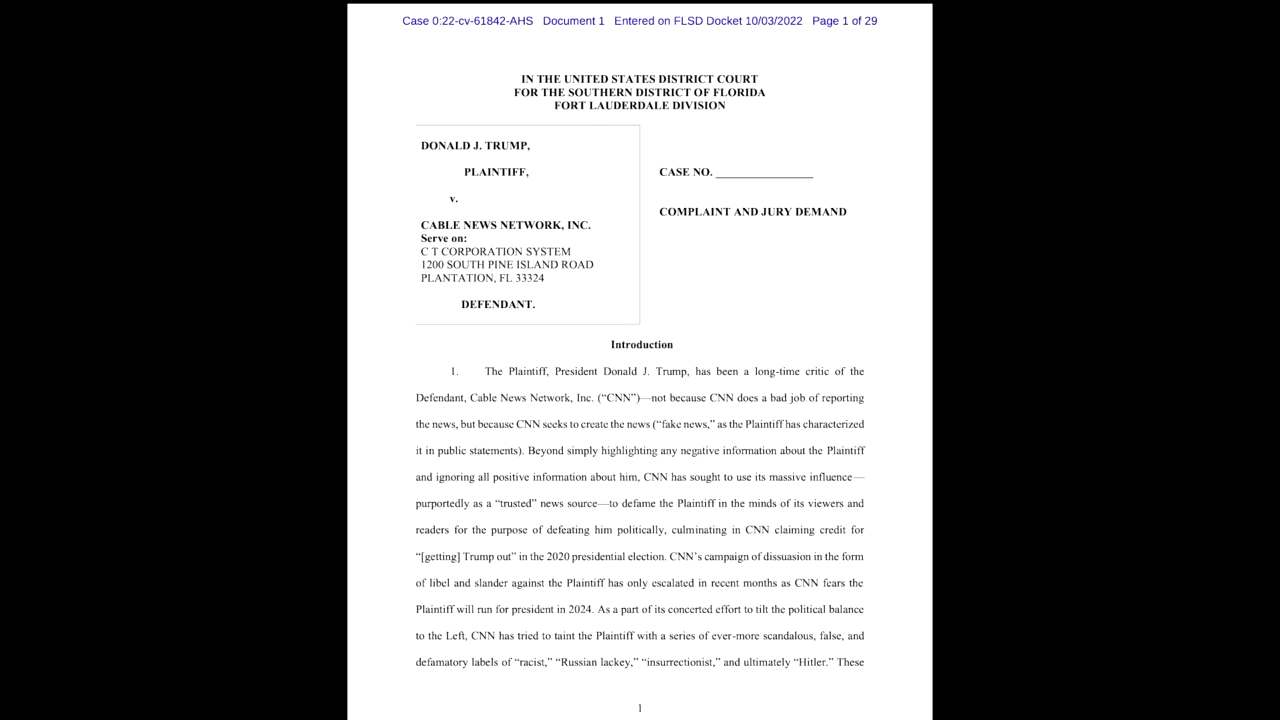 Case 0:22-cv-61842-AHS Document 1 Entered on FLSD Docket 10/03/2022 Page 1 of 29
IN THE UNITED STATES DISTRICT COURT
FOR THE SOUTHERN DISTRICT OF FLORIDA
FORT LAUDERDALE DIVISION
DONALD J. TRUMP,
PLAINTIFF,
v.
CABLE NEWS NETWORK, INC.
Serve on:
C T CORPORATION SYSTEM
1200 SOUTH PINE ISLAND ROAD
PLANTATION, FL 33324
DEFENDANT.
CASE NO. _________________
COMPLAINT AND JURY DEMAND
Introduction
1. The Plaintiff, President Donald J. Trump, has been a long-time critic of the
Defendant, Cable News Network, Inc. (“CNN”)—not because CNN does a bad job of reporting
the news, but because CNN seeks to create the news (“fake news,” as the Plaintiff has characterized
it in public statements). Beyond simply highlighting any negative information about the Plaintiff
and ignoring all positive information about him, CNN has sought to use its massive influence—
purportedly as a “trusted” news source—to defame the Plaintiff in the minds of its viewers and
readers for the purpose of defeating him politically, culminating in CNN claiming credit for
“[getting] Trump out” in the 2020 presidential election. CNN’s campaign of dissuasion in the form
of libel and slander against the Plaintiff has only escalated in recent months as CNN fears the
Plaintiff will run for president in 2024. As a part of its concerted effort to tilt the political balance
to the Left, CNN has tried to taint the Plaintiff with a series of ever-more scandalous, false, and
defamatory labels of “racist,” “Russian lackey,” “insurrectionist,” and ultimately “Hitler.” These
1